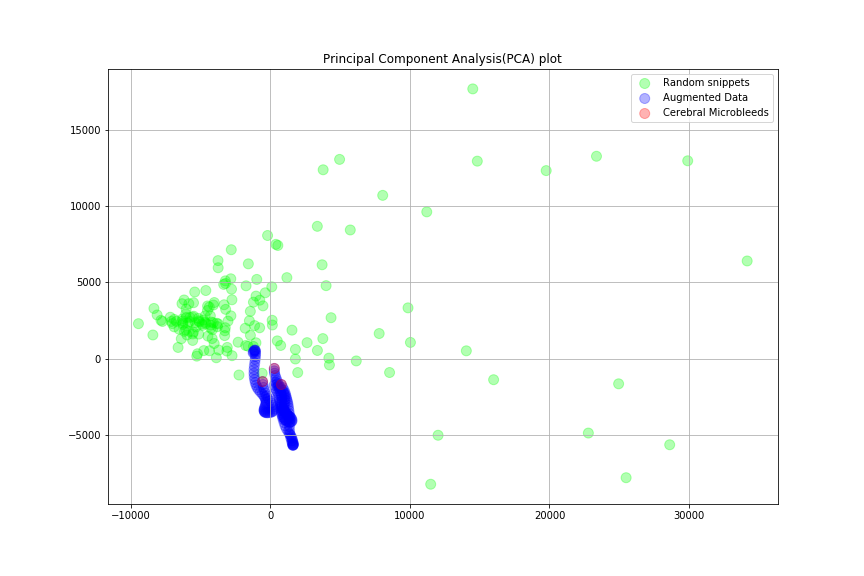 Principal Component Analysis(PCA) plot
Random snippets
Augmented Data
Cerebral Microbleeds
15000
10000
5000
0
−5000
−10000
0
10000
20000
30000